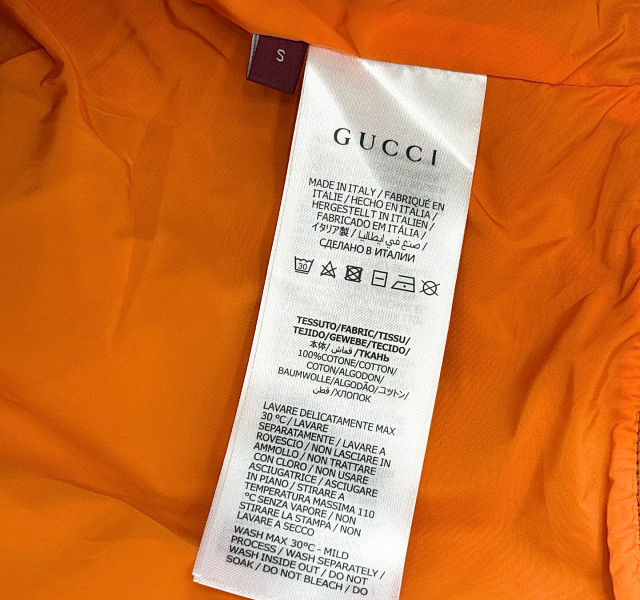 S
GUCCI
MADE IN ITALY / FABRIQUÉ EN
ITALIE / HECHO EN ITALIA /
HERGESTELLT IN ITALIEN /
FABRICADO EM ITÁLIA /
イタリア製 / صنع في ايطاليا /
СДЕЛАНО В ИТАЛИИ
30
TESSUTO/FABRIC/TISSU/
TEJIDO/GEWEBE/TECIDO/
本体/ قماش /ТКАНЬ
100%COTONE/COTTON/
COTON/ALGODON/
BAUMWOLLE/ALGODÃO/コットン/
قطن /ХЛОПОК
LAVARE DELICATAMENTE MAX
30 °C / LAVARE
SEPARATAMENTE / LAVARE A
ROVESCIO / NON LASCIARE IN
AMMOLLO / NON TRATTARE
CON CLORO / NON USARE
ASCIUGATRICE / ASCIUGARE
IN PIANO / STIRARE A
TEMPERATURA MASSIMA 110
°C SENZA VAPORE / NON
STIRARE LA STAMPA / NON
LAVARE A SECCO
WASH MAX 30°C - MILD
PROCESS / WASH SEPARATELY /
WASH INSIDE OUT / DO NOT
SOAK / DO NOT BLEACH / DO